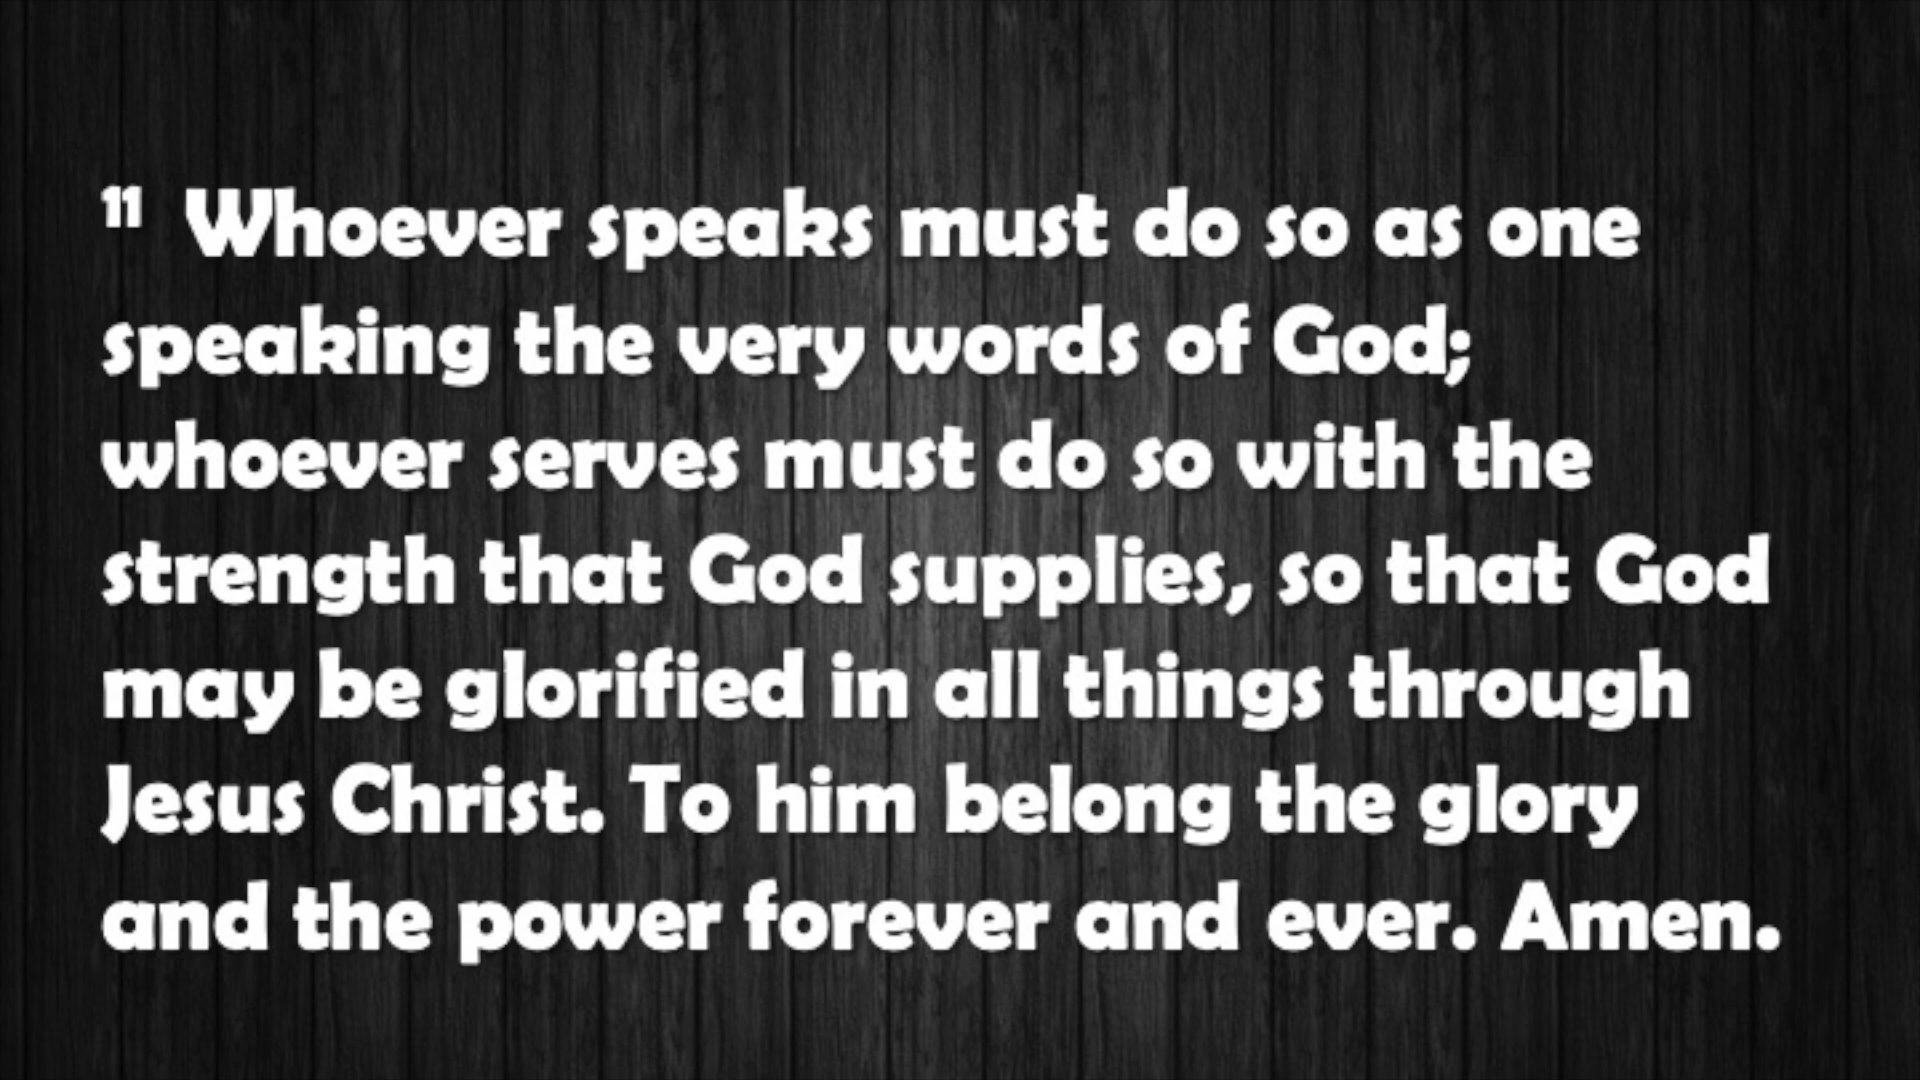 11 Whoever speaks must do so as one
speaking the very words of God;
whoever serves must do so with the
strength that God supplies, so that God
may be glorified in all things through
Jesus Christ. To him belong the glory
and the power forever and ever. Amen.